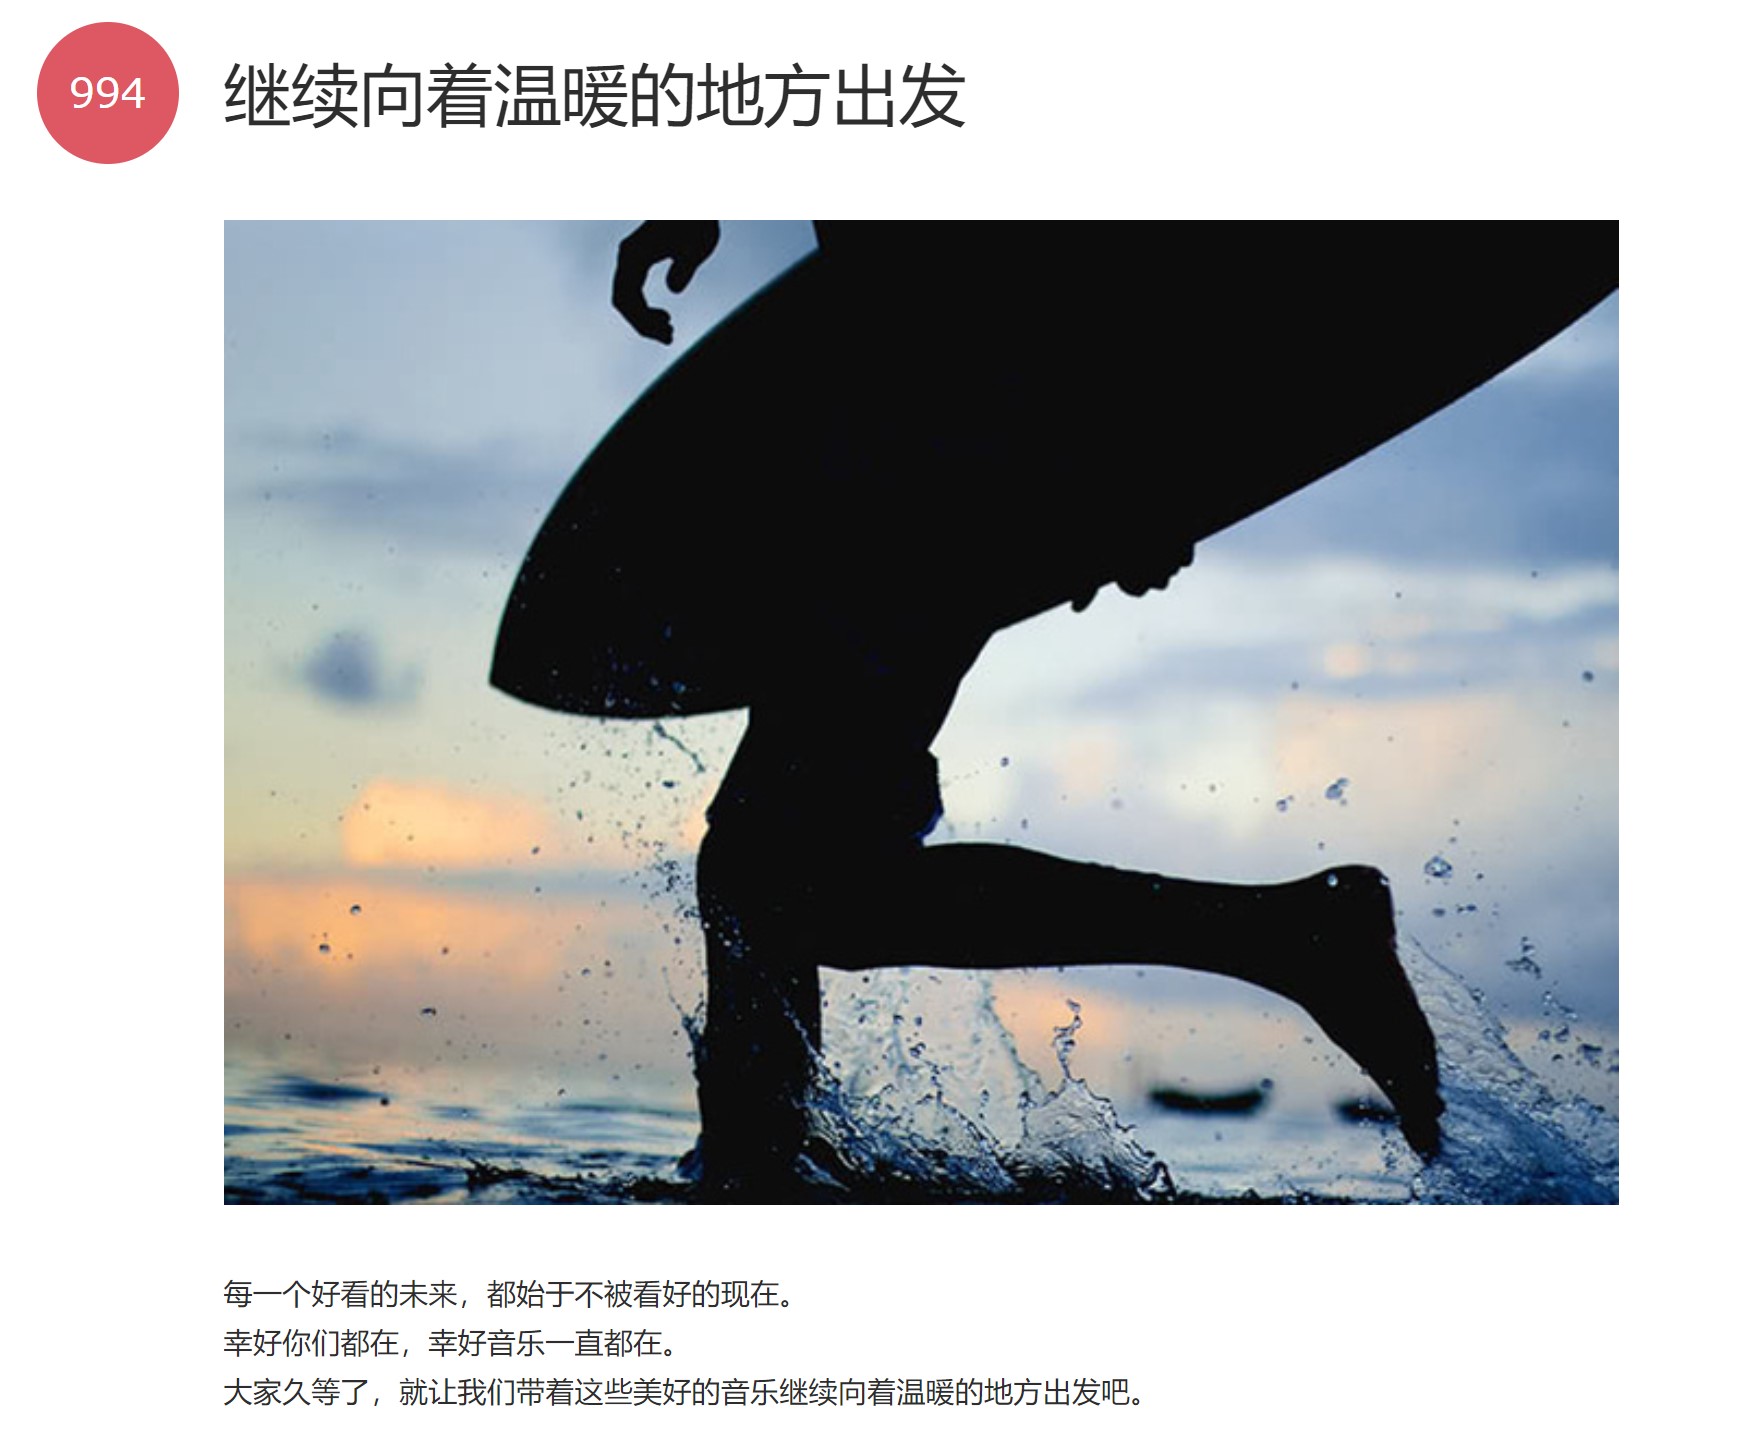 994
继续向着温暖的地方出发
每一个好看的未来，都始于不被看好的现在。
幸好你们都在，幸好音乐一直都在。
大家久等了，就让我们带着这些美好的音乐继续向着温暖的地方出发吧。